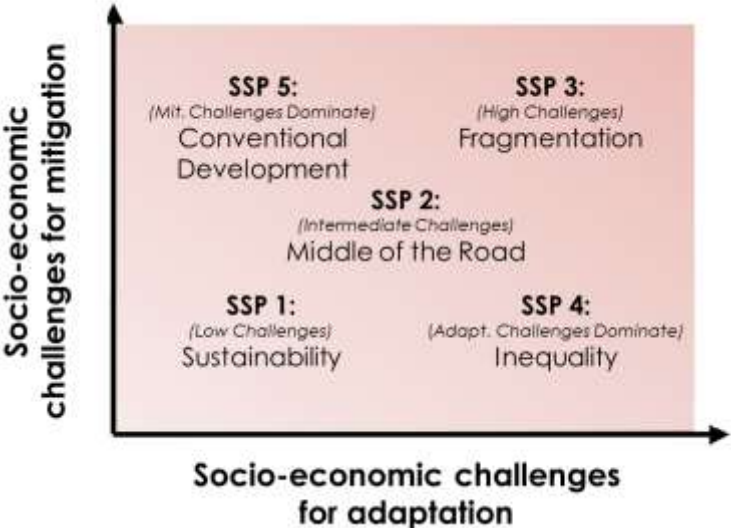 Socio-economic
challenges for mitigation
SSP 5:
(Mit. Challenges Dominate)
Conventional
Development
SSP 3:
(High Challenges)
Fragmentation
SSP 2:
(Intermediate Challenges)
Middle of the Road
SSP 1:
(Low Challenges)
Sustainability
SSP 4:
(Adapt. Challenges Dominate)
Inequality
Socio-economic challenges
for adaptation